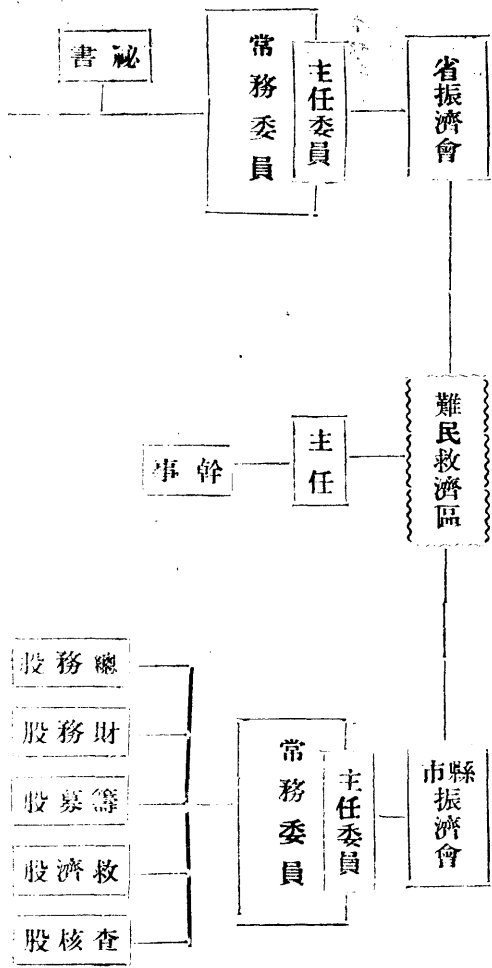 省振濟會
主任委員
常務委員
祕書
難民救濟區
主任
幹事
縣市振濟會
主任委員
常務委員
總務股
財務股
籌募股
救濟股
查核股